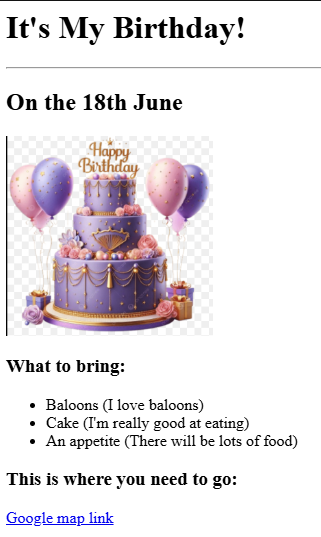 It's My Birthday!
On the 18th June
Happy
Birthday
What to bring:
Baloons (I love baloons)
Cake (I'm really good at eating)
An appetite (There will be lots of food)
This is where you need to go:
Google map link